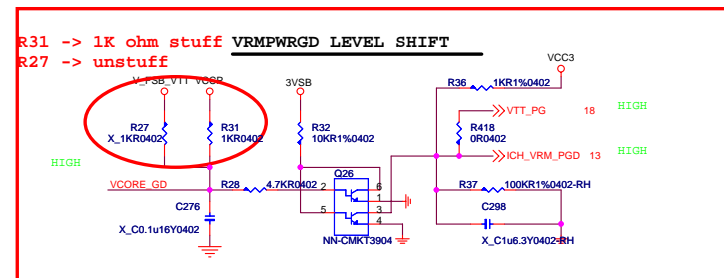 R31 -> 1K ohm stuff VRMPWRGD LEVEL SHIFT
R27 -> unstuff
V_FSB_VTT VCCP 3VSB VCC3
R36 1KR1%0402
VTT_PG 18 HIGH
R27 X_1KR0402
R31 1KR0402
R32 10KR1%0402
R418 0R0402
HIGH
ICH_VRM_PGD 13 HIGH
Q26
VCORE_GD R28 4.7KR0402 2 6
1
R37 100KR1%0402-RH
C276 5 3
4
C298
X_C0.1u16Y0402
NN-CMKT3904
X_C1u6.3Y0402-RH